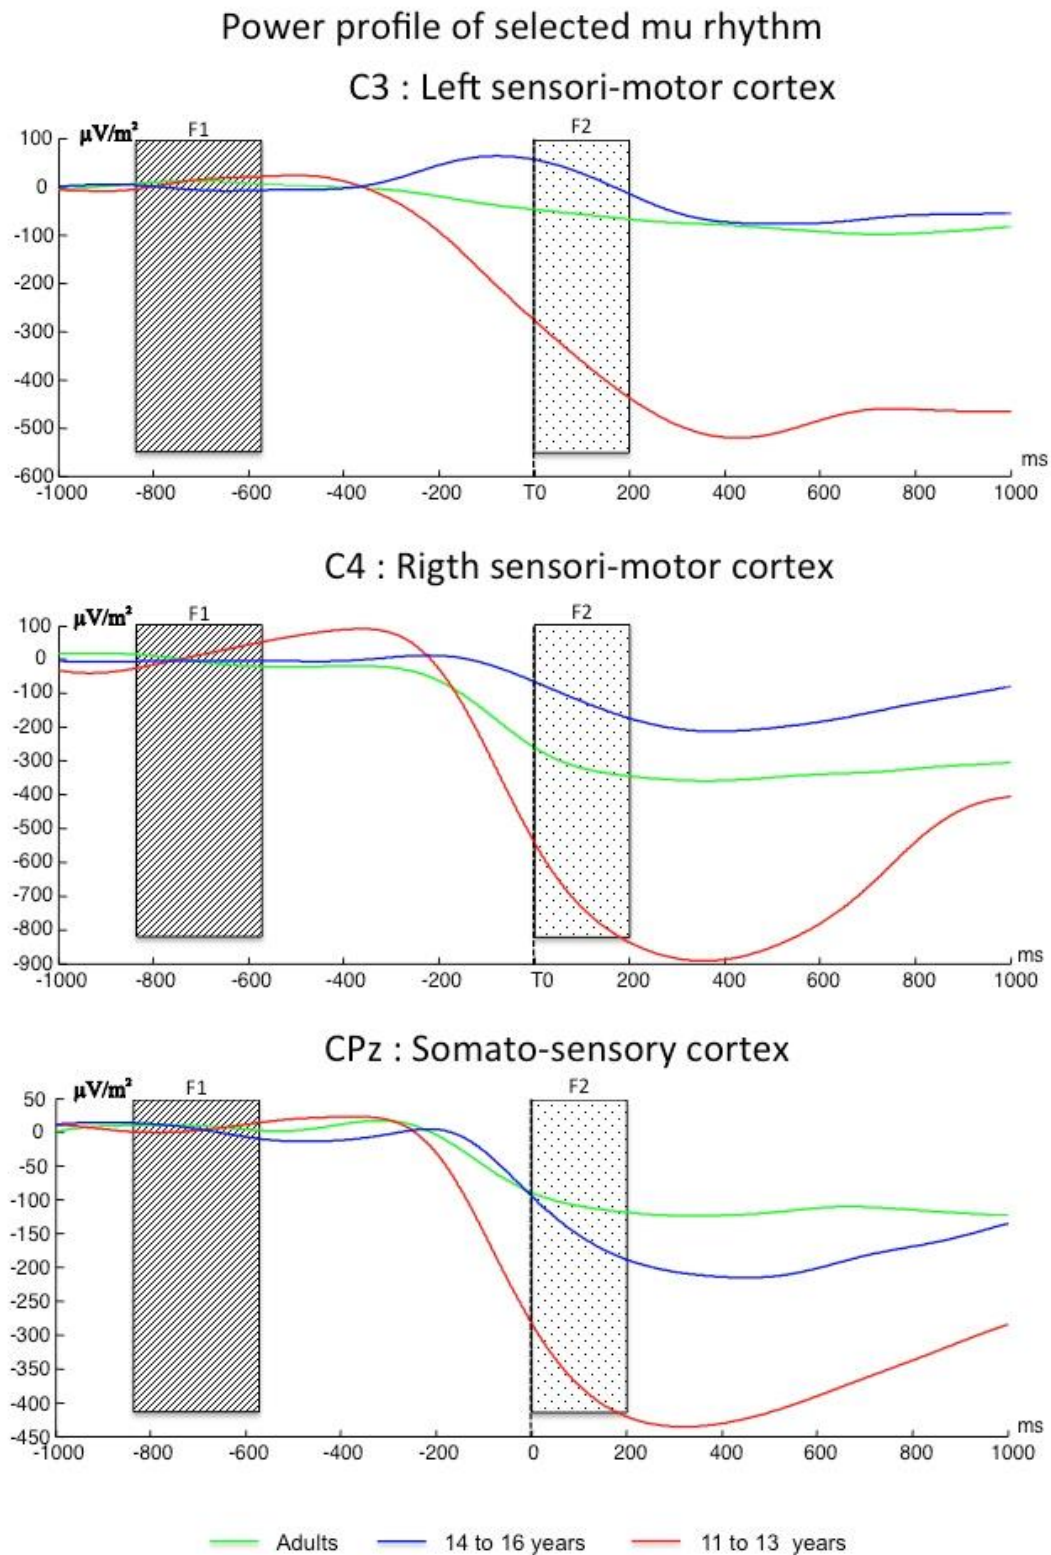 Power profile of selected mu rhythm
C3 : Left sensori-motor cortex
µV/m² F1 F2
100
0
-100
-200
-300
-400
-500
-600
ms
-1000 -800 -600 -400 -200 T0 200 400 600 800 1000
C4 : Rigth sensori-motor cortex
µV/m² F1 F2
100
0
-100
-200
-300
-400
-500
-600
-700
-800
-900
ms
-1000 -800 -600 -400 -200 T0 200 400 600 800 1000
CPz : Somato-sensory cortex
µV/m² F1 F2
50
0
-50
-100
-150
-200
-250
-300
-350
-400
-450
ms
-1000 -800 -600 -400 -200 0 200 400 600 800 1000
Adults 14 to 16 years 11 to 13 years